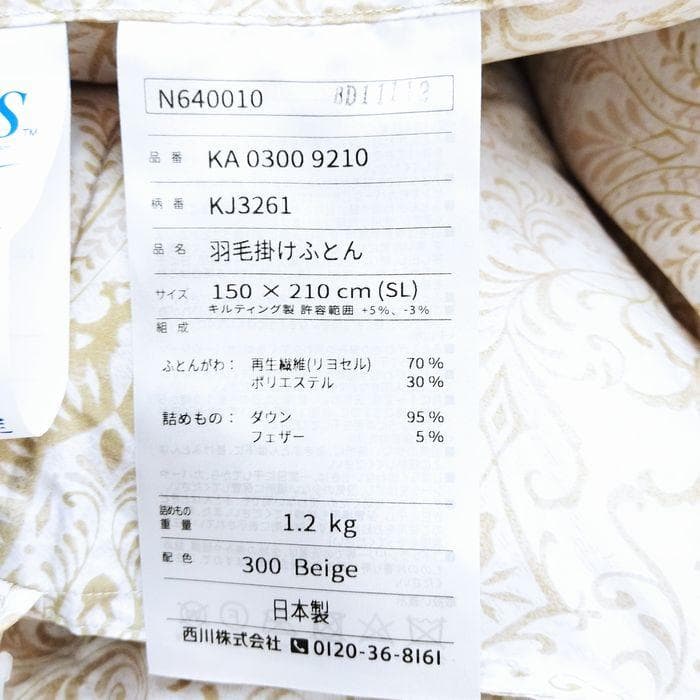 S™
N640010
品番 KA 0300 9210
柄番 KJ3261
品名 羽毛掛けふとん
サイズ 150 × 210 cm (SL)
キルティング製 許容範囲 +5%、-3%
組成
ふとんがわ： 再生繊維(リヨセル) 70 %
ポリエステル 30 %
詰めもの： ダウン 95 %
フェザー 5 %
詰めもの
重量 1.2 kg
配色 300 Beige
日本製
西川株式会社 0120-36-8161